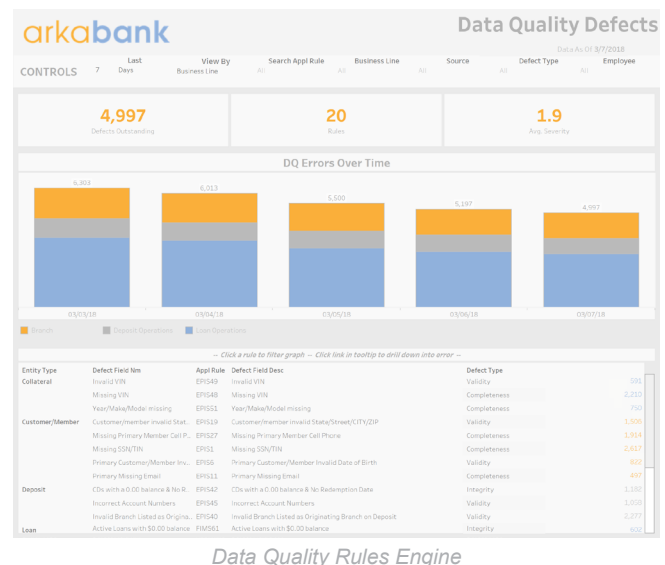 arkabank
Data Quality Defects
Data As Of 3/7/2018
CONTROLS
7
Last
Days
View By
Business Line
Search Appl Rule
All
Business Line
All
Source
All
Defect Type
All
Employee
All
4,997
Defects Outstanding
20
Rules
1.9
Avg. Severity
DQ Errors Over Time
6,303
6,013
5,500
5,197
4,997
03/03/18
03/04/18
03/05/18
03/06/18
03/07/18
Branch
Deposit Operations
Loan Operations
-- Click a rule to filter graph -- Click link in tooltip to drill down into error --
Entity Type Defect Field Nm Appl Rule Defect Field Desc Defect Type
Collateral Invalid VIN EPIS49 Invalid VIN Validity
Missing VIN EPIS48 Missing VIN Completeness 2,210
Year/Make/Model missing EPIS51 Year/Make/Model missing Completeness 750
Customer/Member Customer/member invalid Stat.. EPIS19 Customer/member invalid State/Street/CITY/ZIP Validity
Missing Primary Member Cell P.. EPIS27 Missing Primary Member Cell Phone Completeness 1,914
Missing SSN/TIN EPIS1 Missing SSN/TIN Completeness 2,617
Primary Customer/Member Inv.. EPIS6 Primary Customer/Member Invalid Date of Birth Validity
Primary Missing Email EPIS11 Primary Missing Email Completeness
Deposit CDs with a 0.00 balance & No R.. EPIS42 CDs with a 0.00 balance & No Redemption Date Integrity 1,192
Incorrect Account Numbers EPIS45 Incorrect Account Numbers Validity
Invalid Branch Listed as Origina.. EPIS40 Invalid Branch Listed as Originating Branch on Deposit Validity 2,277
Loan Active Loans with $0.00 balance FIMS61 Active Loans with $0.00 balance Integrity
Data Quality Rules Engine